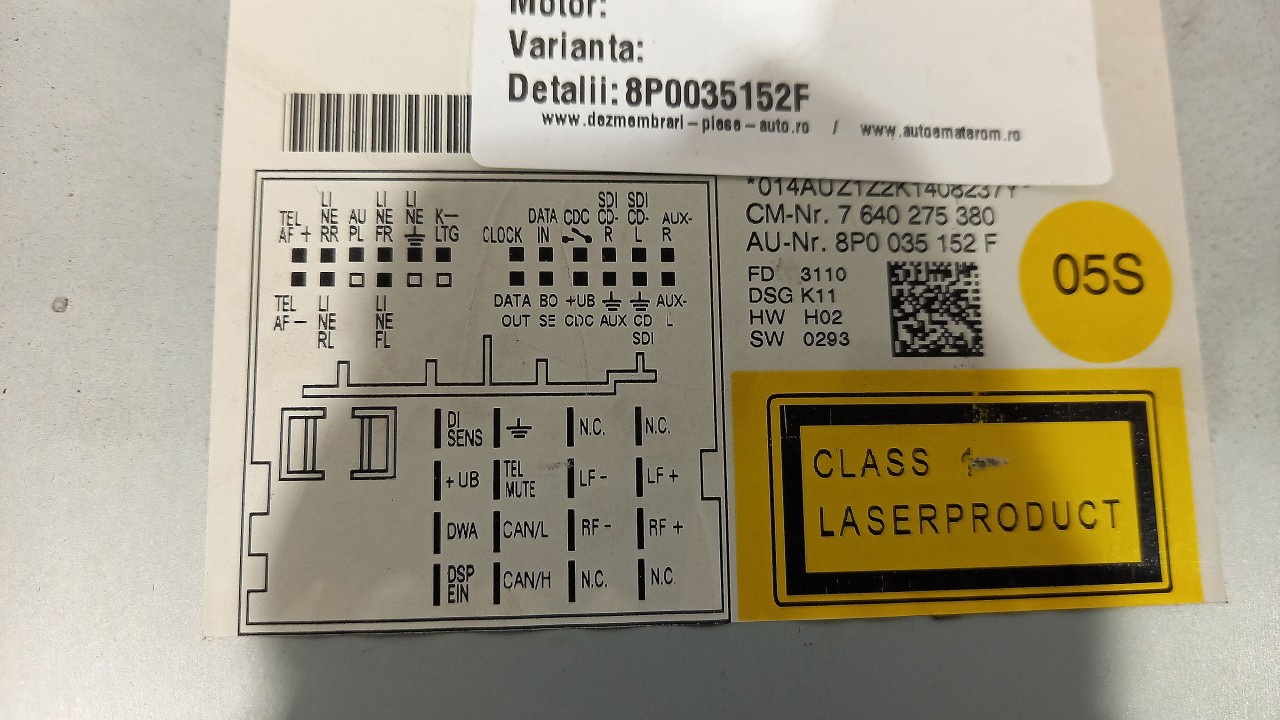 Motor:
Varianta:
Detalii: 8P0035152F
www.dezmembrari-piese-auto.ro / www.autoematerom.ro
*014AUZ1Z2K1408237Y*
CM-Nr. 7 640 275 380
AU-Nr. 8P0 035 152 F
FD 3110
DSG K11
HW H02
SW 0293
05S
CLASS
LASERPRODUCT
LI LI LI SDI SDI
TEL NE AU NE NE K— DATA CDC CD- CD- AUX-
AF + RR PL FR LTG CLOCK IN R L R
TEL LI LI DATA BO +UB AUX-
AF — NE NE OUT SE CDC AUX CD L
RL FL SDI
DI SENS N.C. N.C.
+ UB TEL MUTE LF - LF +
DWA CAN/L RF - RF +
DSP EIN CAN/H N.C. N.C.